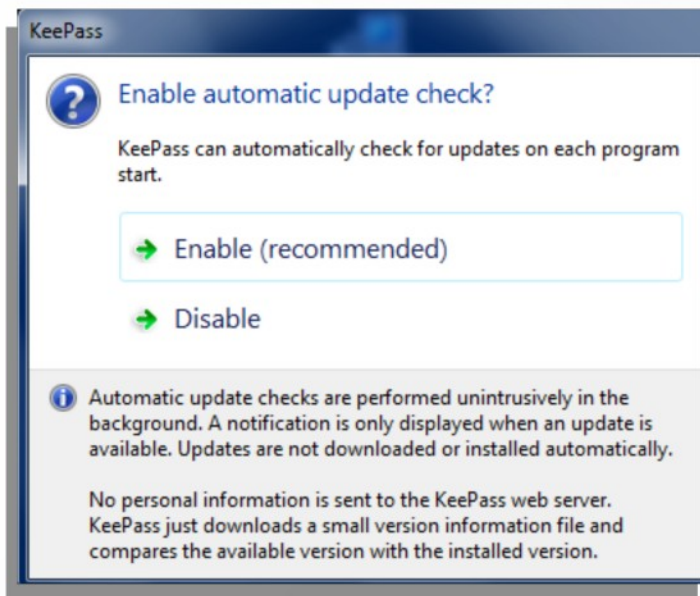 KeePass
Enable automatic update check?
KeePass can automatically check for updates on each program
start.
Enable (recommended)
Disable
Automatic update checks are performed unintrusively in the
background. A notification is only displayed when an update is
available. Updates are not downloaded or installed automatically.
No personal information is sent to the KeePass web server.
KeePass just downloads a small version information file and
compares the available version with the installed version.